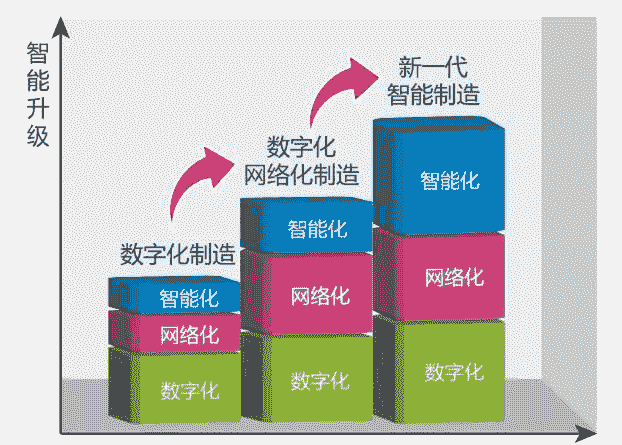 智能升级
新一代
智能制造
数字化
网络化制造
数字化制造
智能化
网络化
数字化
智能化
网络化
数字化
智能化
网络化
数字化